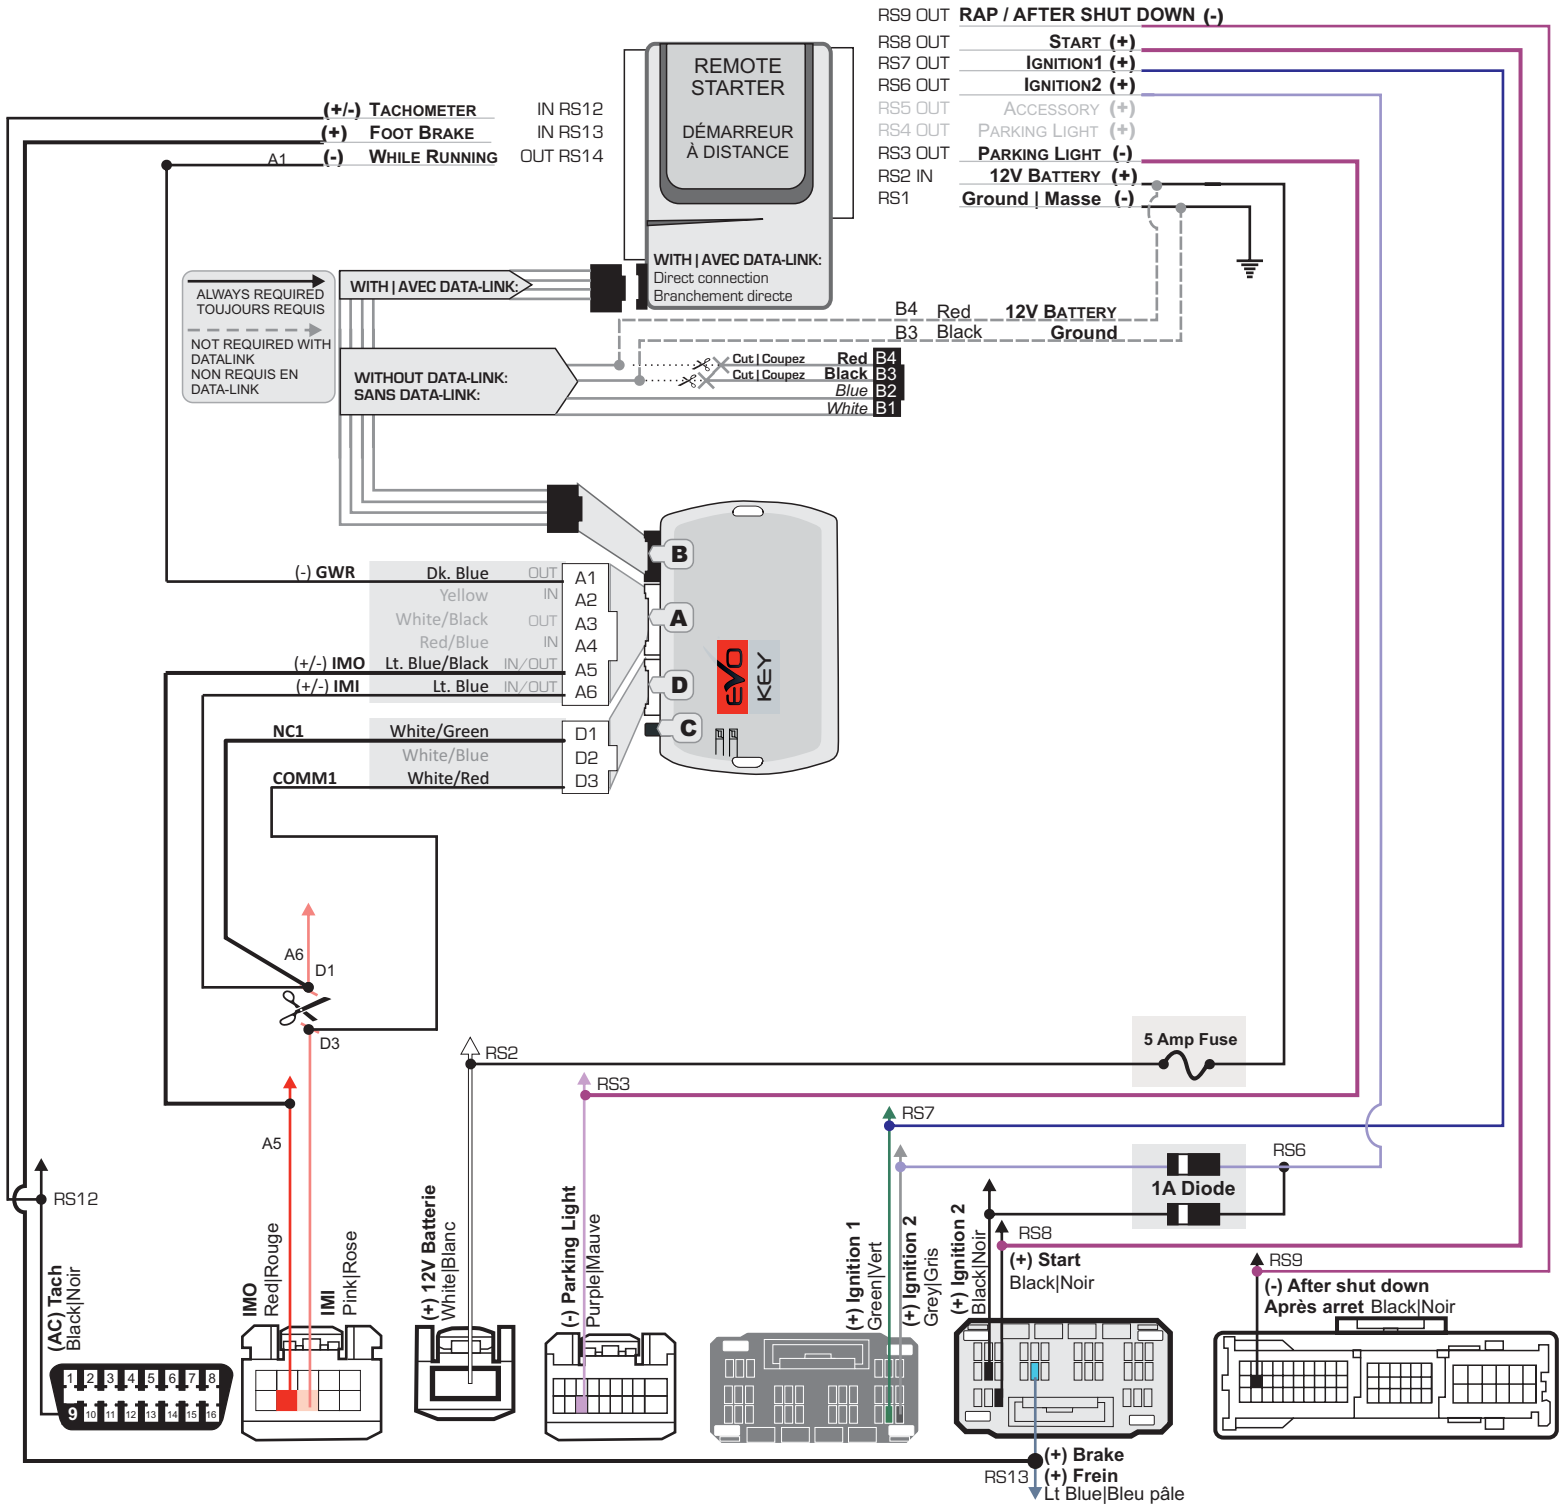 RS9 OUT RAP / AFTER SHUT DOWN (-)
RS8 OUT START (+)
RS7 OUT IGNITION1 (+)
RS6 OUT IGNITION2 (+)
RS5 OUT ACCESSORY (+)
RS4 OUT PARKING LIGHT (+)
RS3 OUT PARKING LIGHT (-)
RS2 IN 12V BATTERY (+)
RS1 Ground | Masse (-)
REMOTE
STARTER
DÉMARREUR
À DISTANCE
WITH | AVEC DATA-LINK:
Direct connection
Branchement directe
(+/-) TACHOMETER IN RS12
(+) FOOT BRAKE IN RS13
A1 (-) WHILE RUNNING OUT RS14
ALWAYS REQUIRED
TOUJOURS REQUIS
NOT REQUIRED WITH
DATALINK
NON REQUIS EN
DATA-LINK
WITH | AVEC DATA-LINK:
WITHOUT DATA-LINK:
SANS DATA-LINK:
B4 Red 12V BATTERY
B3 Black Ground
Cut | Coupez Red B4
Cut | Coupez Black B3
Blue B2
White B1
(-) GWR Dk. Blue OUT A1
Yellow IN A2
White/Black OUT A3
Red/Blue IN A4
(+/-) IMO Lt. Blue/Black IN/OUT A5
(+/-) IMI Lt. Blue IN/OUT A6
NC1 White/Green D1
White/Blue D2
COMM1 White/Red D3
B
A
D
C
EVO
KEY
A6
D1
D3
A5
RS12
RS2
RS3
RS7
5 Amp Fuse
1A Diode
RS6
RS8
(+) Start
Black|Noir
RS9
(-) After shut down
Après arret Black|Noir
(AC) Tach
Black|Noir
IMO
Red|Rouge
IMI
Pink|Rose
(+) 12V Batterie
White|Blanc
(-) Parking Light
Purple|Mauve
(+) Ignition 1
Green|Vert
(+) Ignition 2
Grey|Gris
(+) Ignition 2
Black|Noir
1 2 3 4 5 6 7 8
9 10 11 12 13 14 15 16
RS13
(+) Brake
(+) Frein
Lt Blue|Bleu pâle